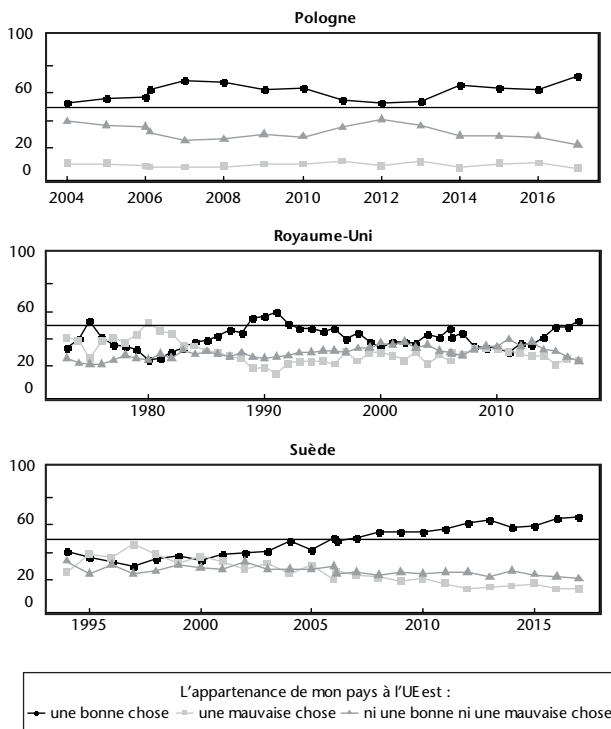 Pologne
100
60
20
0
2004 2006 2008 2010 2012 2014 2016
Royaume-Uni
100
60
20
0
1980 1990 2000 2010
Suède
100
60
20
0
1995 2000 2005 2010 2015
L'appartenance de mon pays à l'UE est :
une bonne chose une mauvaise chose ni une bonne ni une mauvaise chose